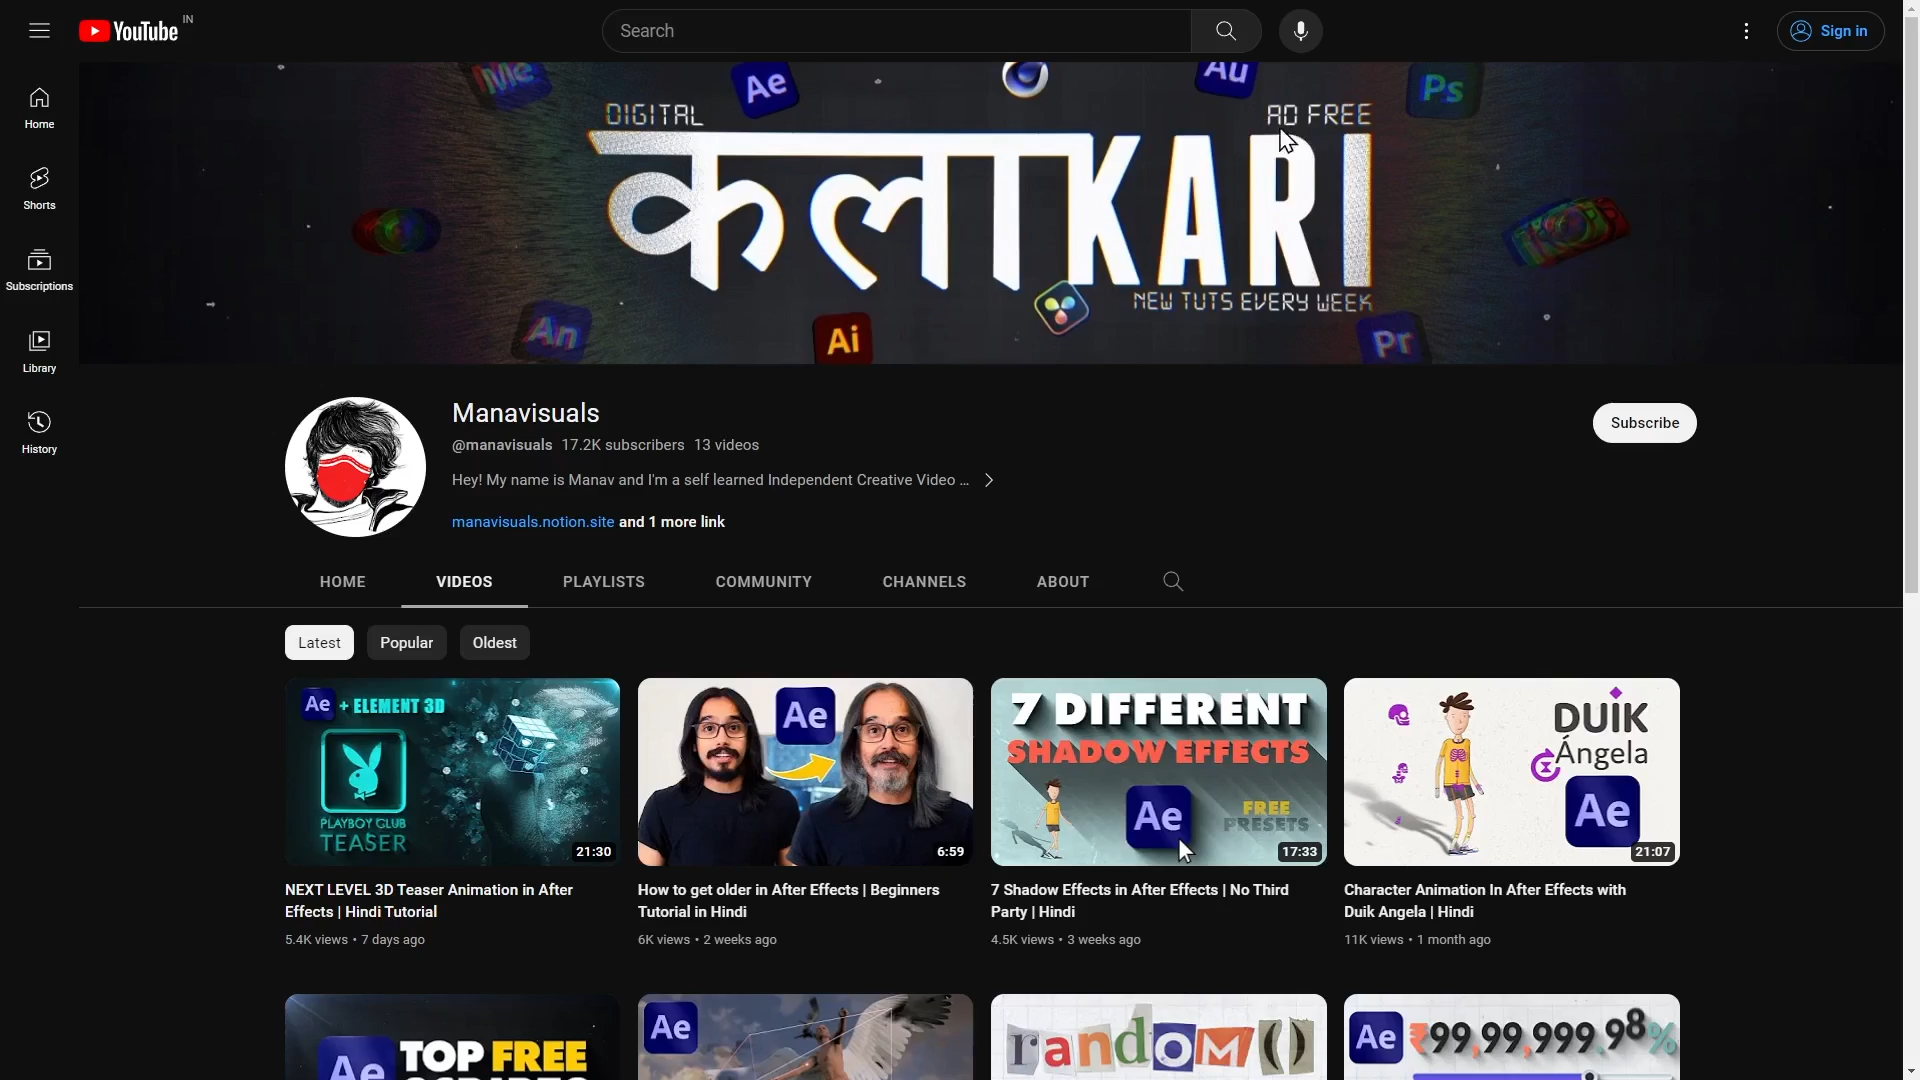 YouTube IN
Search
Sign in
Home
Shorts
Subscriptions
Library
History
Me
Ae
Au
Ps
DIGITAL
AD FREE
कलाKARI
NEW TUTS EVERY WEEK
An
Ai
Pr
Manavisuals
@manavisuals 17.2K subscribers 13 videos
Hey! My name is Manav and I'm a self learned Independent Creative Video ...
manavisuals.notion.site and 1 more link
Subscribe
HOME VIDEOS PLAYLISTS COMMUNITY CHANNELS ABOUT
Latest Popular Oldest
Ae + ELEMENT 3D
PLAYBOY CLUB
TEASER
21:30
Ae
6:59
7 DIFFERENT
SHADOW EFFECTS
Ae
FREE
PRESETS
17:33
DUIK
Ángela
Ae
21:07
NEXT LEVEL 3D Teaser Animation in After
Effects | Hindi Tutorial
5.4K views • 7 days ago
How to get older in After Effects | Beginners
Tutorial in Hindi
6K views • 2 weeks ago
7 Shadow Effects in After Effects | No Third
Party | Hindi
4.5K views • 3 weeks ago
Character Animation In After Effects with
Duik Angela | Hindi
11K views • 1 month ago
Ae
TOP FREE
Ae
random()
Ae
₹99,99,999.98%